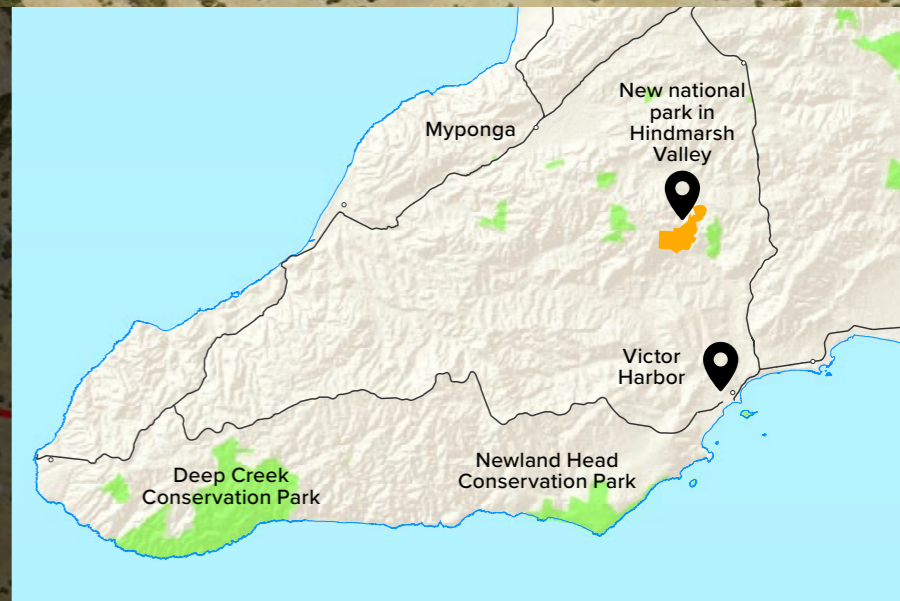 New national
park in
Hindmarsh
Valley
Myponga
Victor
Harbor
Newland Head
Conservation Park
Deep Creek
Conservation Park